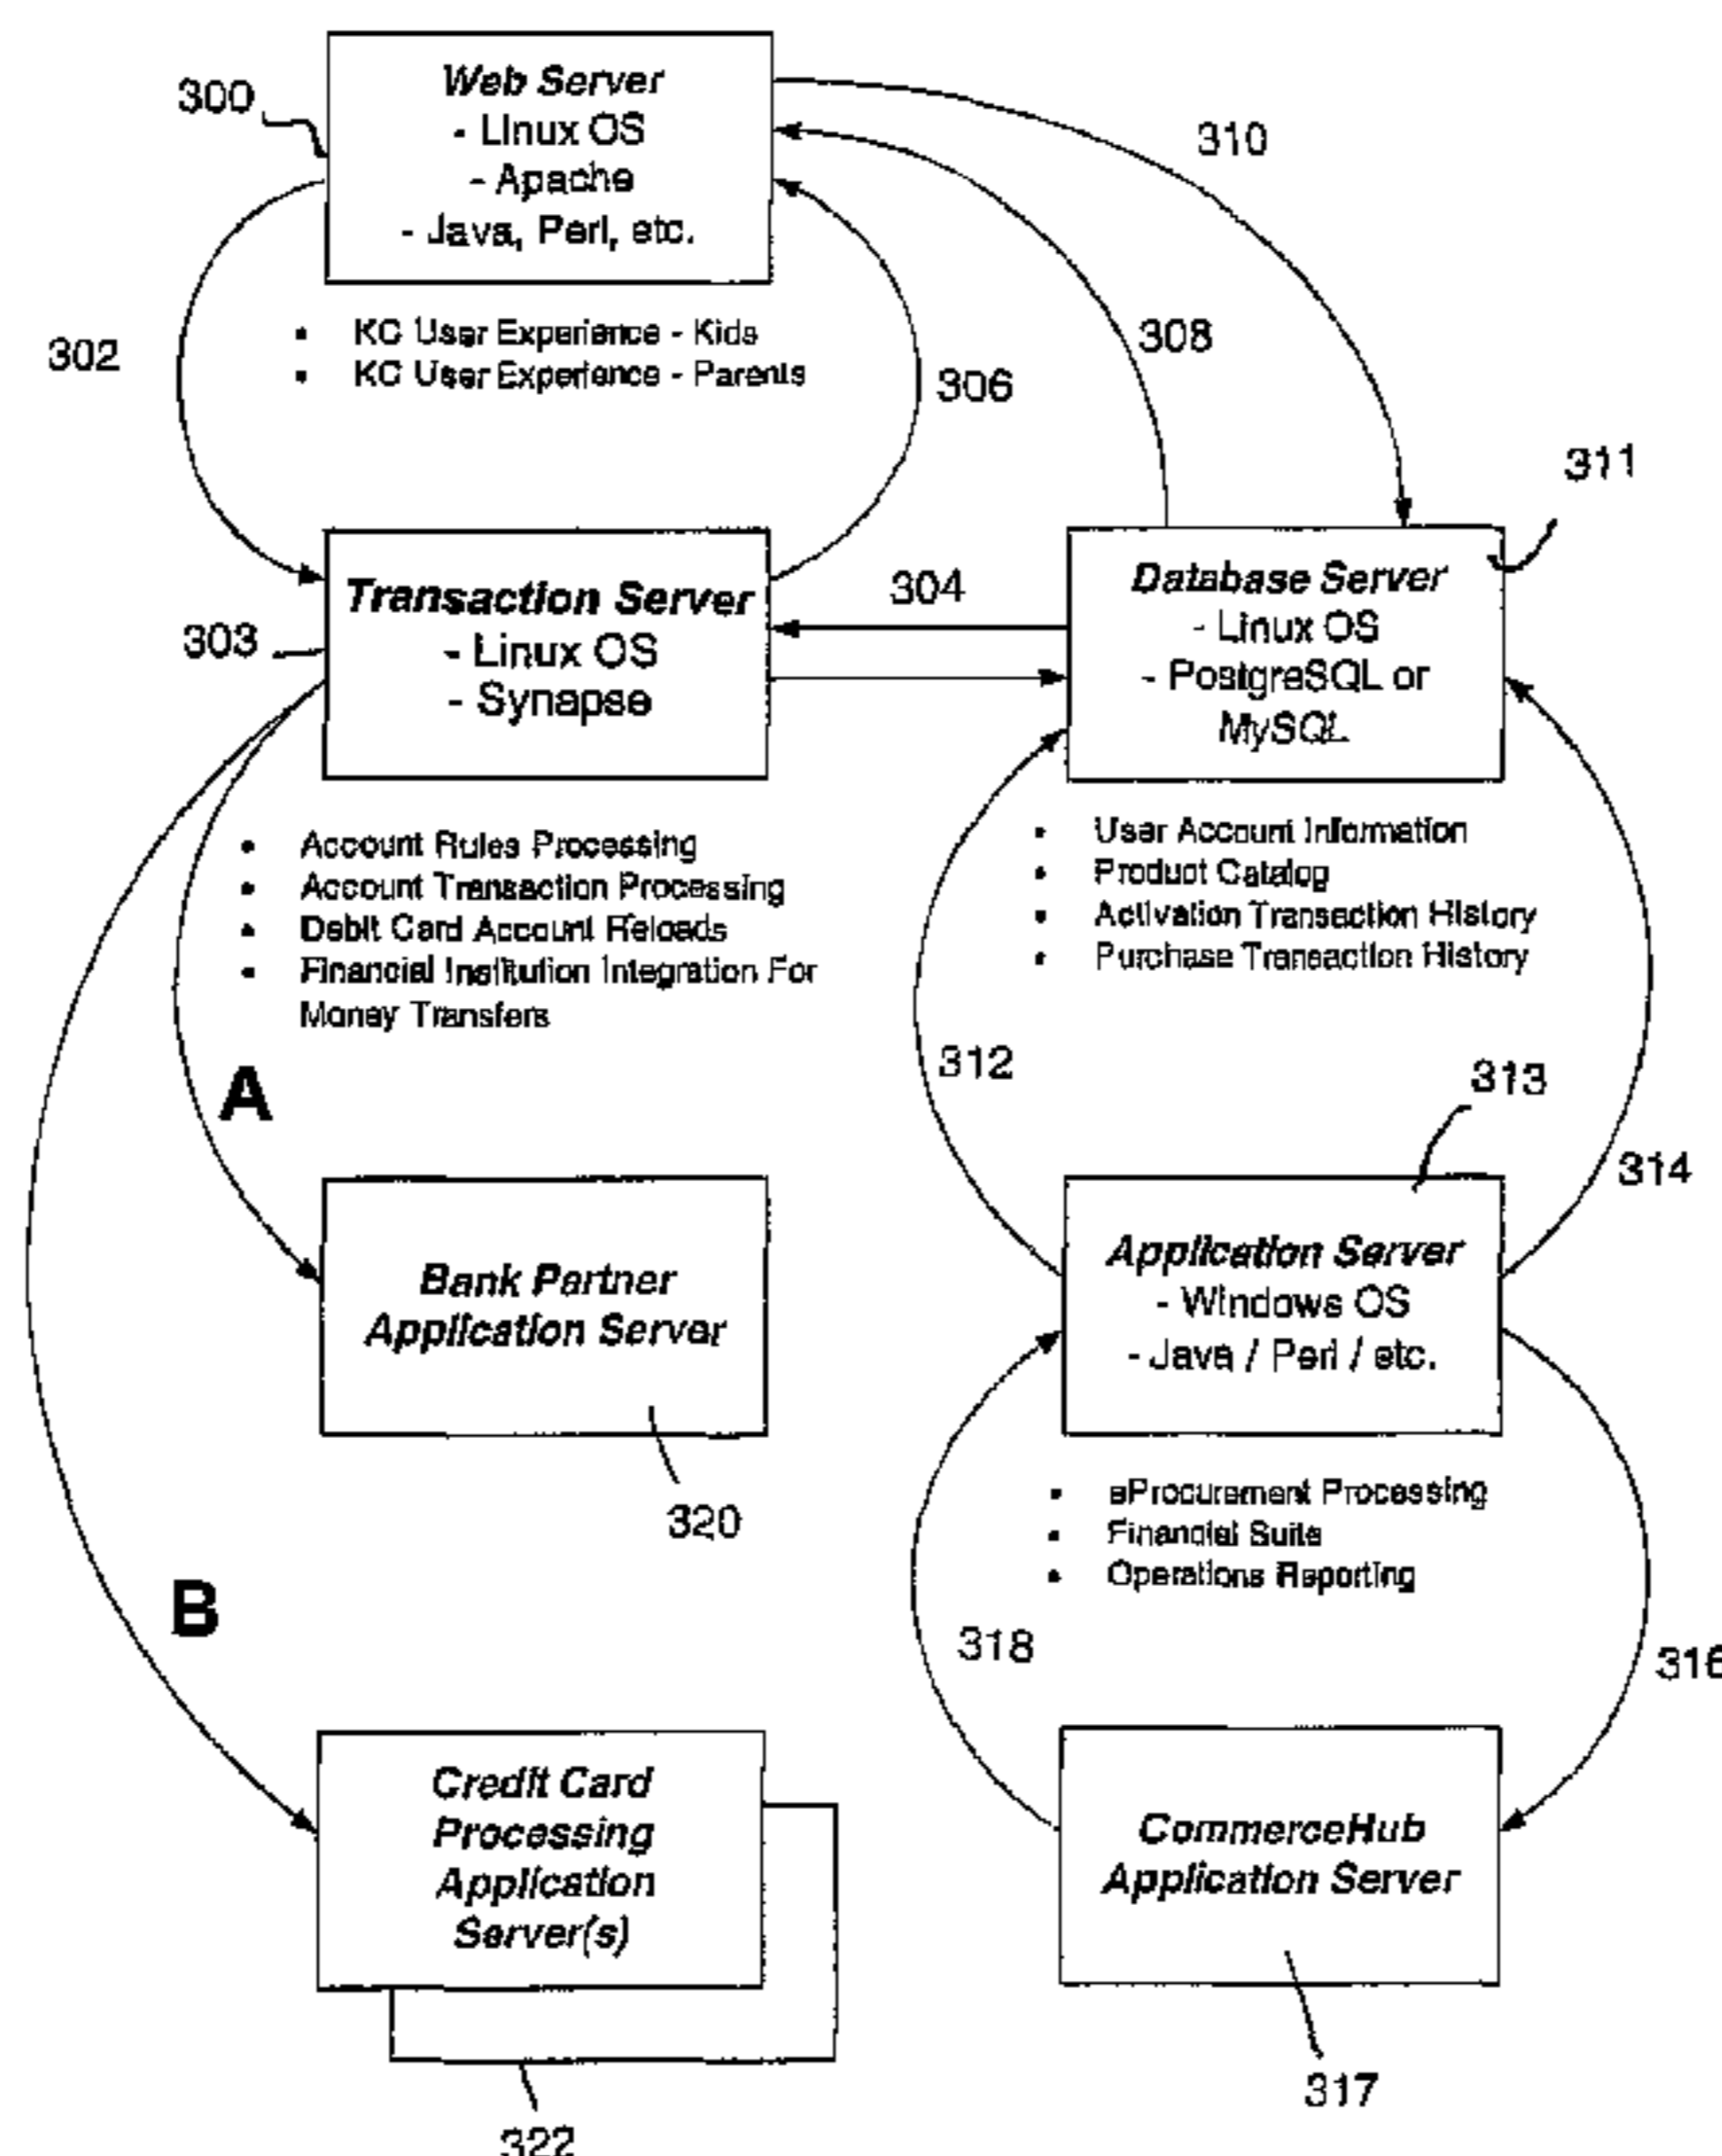 300
Web Server
- Linux OS
- Apache
- Java, Perl, etc.
310
302
• KC User Experience - Kids
• KC User Experience - Parents
308
306
311
Transaction Server
- Linux OS
- Synapse
303
304
Database Server
- Linux OS
- PostgreSQL or
MySQL
• Account Rules Processing
• Account Transaction Processing
• Debit Card Account Reloads
• Financial Institution Integration For
Money Transfers
• User Account Information
• Product Catalog
• Activation Transaction History
• Purchase Transaction History
A
312
313
314
Bank Partner
Application Server
320
Application Server
- Windows OS
- Java / Perl / etc.
• eProcurement Processing
• Financial Suite
• Operations Reporting
B
318
316
Credit Card
Processing
Application
Server(s)
322
CommerceHub
Application Server
317